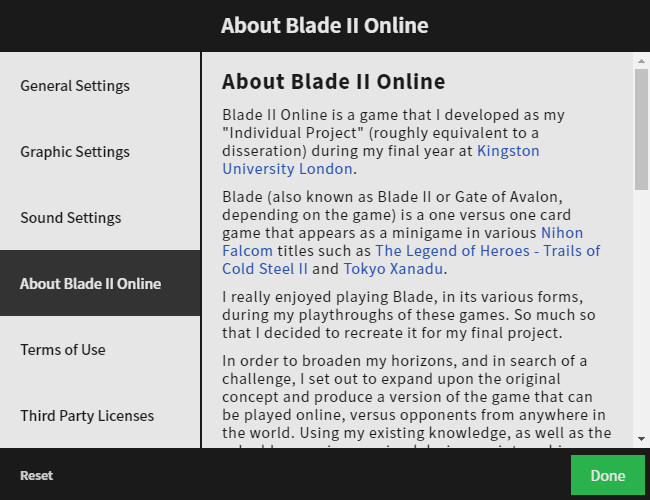 About Blade II Online
General Settings
Graphic Settings
Sound Settings
About Blade II Online
Terms of Use
Third Party Licenses
About Blade II Online
Blade II Online is a game that I developed as my
"Individual Project" (roughly equivalent to a
disseration) during my final year at Kingston
University London.
Blade (also known as Blade II or Gate of Avalon,
depending on the game) is a one versus one card
game that appears as a minigame in various Nihon
Falcom titles such as The Legend of Heroes - Trails of
Cold Steel II and Tokyo Xanadu.
I really enjoyed playing Blade, in its various forms,
during my playthroughs of these games. So much so
that I decided to recreate it for my final project.
In order to broaden my horizons, and in search of a
challenge, I set out to expand upon the original
concept and produce a version of the game that can
be played online, versus opponents from anywhere in
the world. Using my existing knowledge, as well as the
Reset
Done